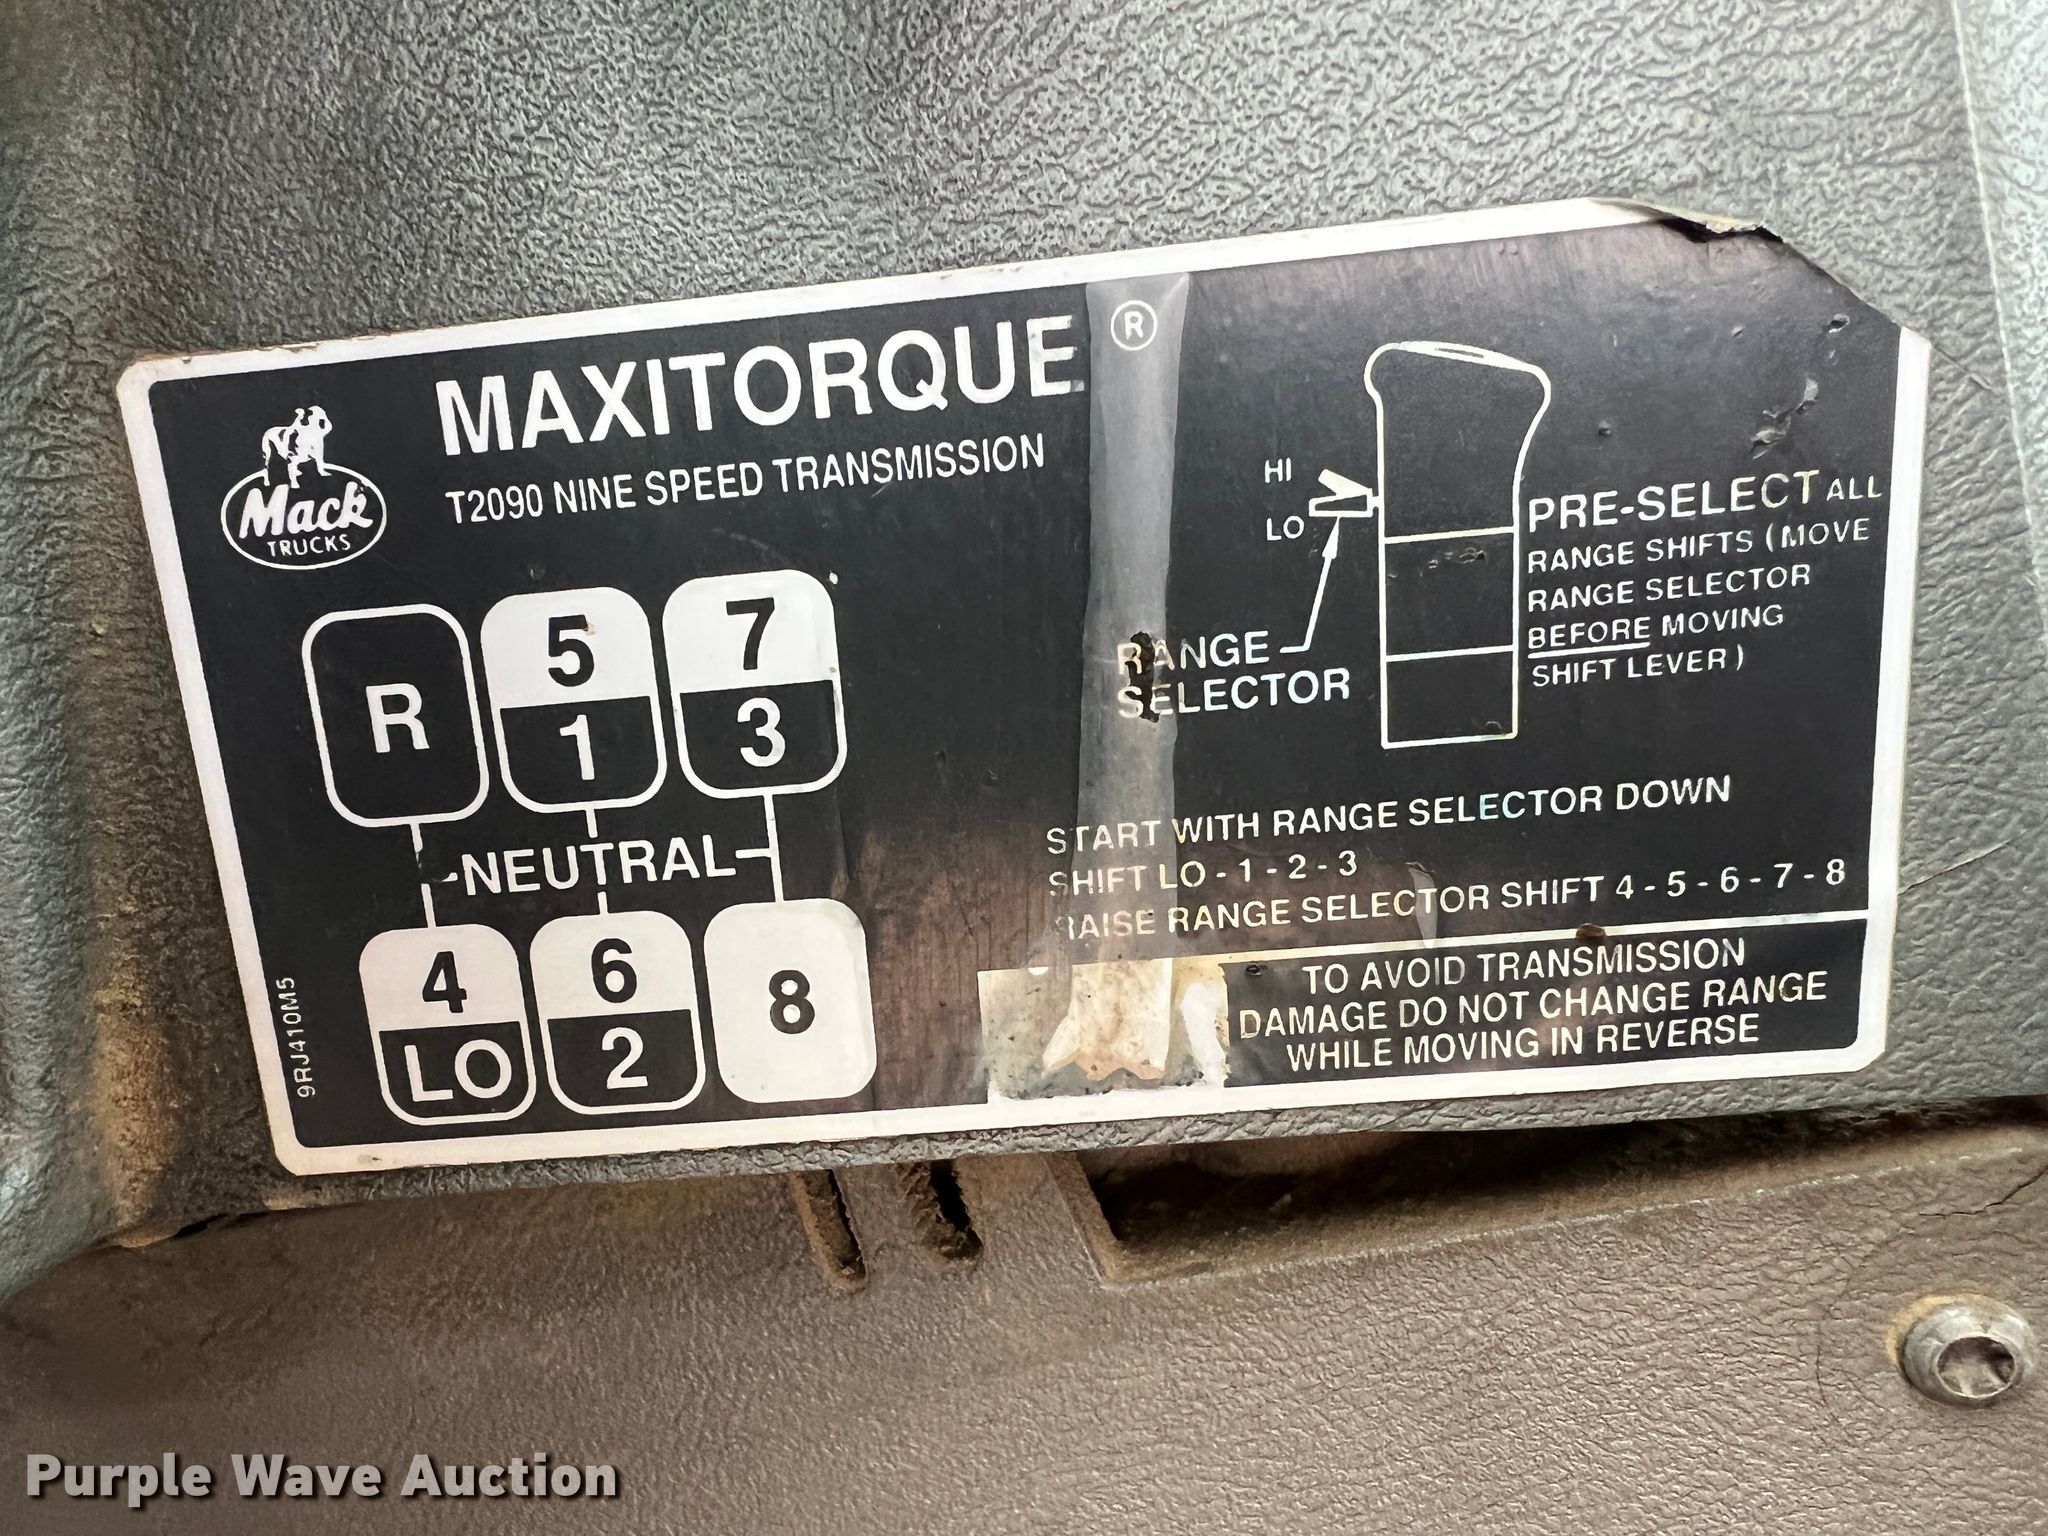 MAXITORQUE ®
T2090 NINE SPEED TRANSMISSION
Mack
TRUCKS
R
5
1
7
3
NEUTRAL
4
LO
6
2
8
9RJ410M5
HI
LO
RANGE
SELECTOR
PRE-SELECT ALL
RANGE SHIFTS (MOVE
RANGE SELECTOR
BEFORE MOVING
SHIFT LEVER)
START WITH RANGE SELECTOR DOWN
SHIFT LO - 1 - 2 - 3
RAISE RANGE SELECTOR SHIFT 4 - 5 - 6 - 7 - 8
TO AVOID TRANSMISSION
DAMAGE DO NOT CHANGE RANGE
WHILE MOVING IN REVERSE
Purple Wave Auction